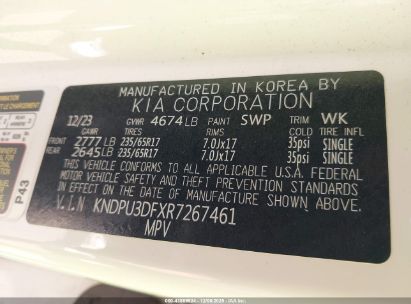 MANUFACTURED IN KOREA BY
KIA CORPORATION
12/23 GVWR 4674LB PAINT SWP TRIM WK
GAWR TIRES RIMS COLD TIRE INFL
FRONT 2777LB 235/65R17 7.0Jx17 35psi SINGLE
REAR 2645LB 235/65R17 7.0Jx17 35psi SINGLE
THIS VEHICLE CONFORMS TO ALL APPLICABLE U.S.A. FEDERAL
MOTOR VEHICLE SAFETY AND THEFT PREVENTION STANDARDS
IN EFFECT ON THE DATE OF MANUFACTURE SHOWN ABOVE.
V.I.N KNDPU3DFXR7267461
MPV
P43